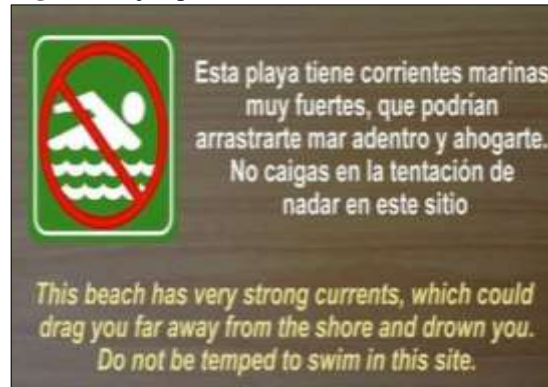 Esta playa tiene corrientes marinas
muy fuertes, que podrían
arrastrarte mar adentro y ahogarte.
No caigas en la tentación de
nadar en este sitio
This beach has very strong currents, which could
drag you far away from the shore and drown you.
Do not be temped to swim in this site.